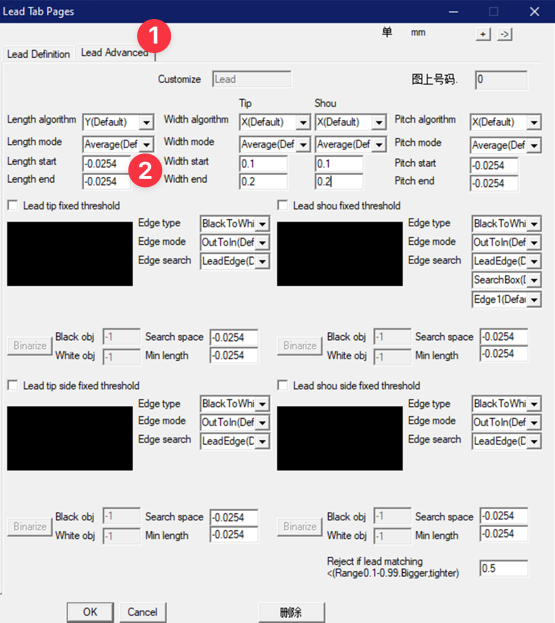 Lead Tab Pages
单 mm + ->
1
Lead Definition Lead Advanced
Customize Lead 图上号码. 0
Tip Shou
Length algorithm Y(Default) Width algorithm X(Default) X(Default) Pitch algorithm X(Default)
Length mode Average(Def Width mode Average(Def Average(Def Pitch mode Average(Def
Length start -0.0254 Width start 0.1 0.1 Pitch start -0.0254
2
Length end -0.0254 Width end 0.2 0.2 Pitch end -0.0254
Lead tip fixed threshold Lead shou fixed threshold
Edge type BlackToWhi Edge type BlackToWhi
Edge mode OutToIn(Def Edge mode OutToIn(Def
Edge search LeadEdge(D Edge search LeadEdge(D
SearchBox(D
Edge1(Defau
Binarize Black obj -1 Search space -0.0254 Binarize Black obj -1 Search space -0.0254
White obj -1 Min length -0.0254 White obj -1 Min length -0.0254
Lead tip side fixed threshold Lead shou side fixed threshold
Edge type BlackToWhi Edge type BlackToWhi
Edge mode OutToIn(Def Edge mode OutToIn(Def
Edge search LeadEdge(D Edge search LeadEdge(D
Binarize Black obj -1 Search space -0.0254 Binarize Black obj -1 Search space -0.0254
White obj -1 Min length -0.0254 White obj -1 Min length -0.0254
Reject if lead matching
<(Range0.1-0.99.Bigger,tighter) 0.5
OK Cancel 删除